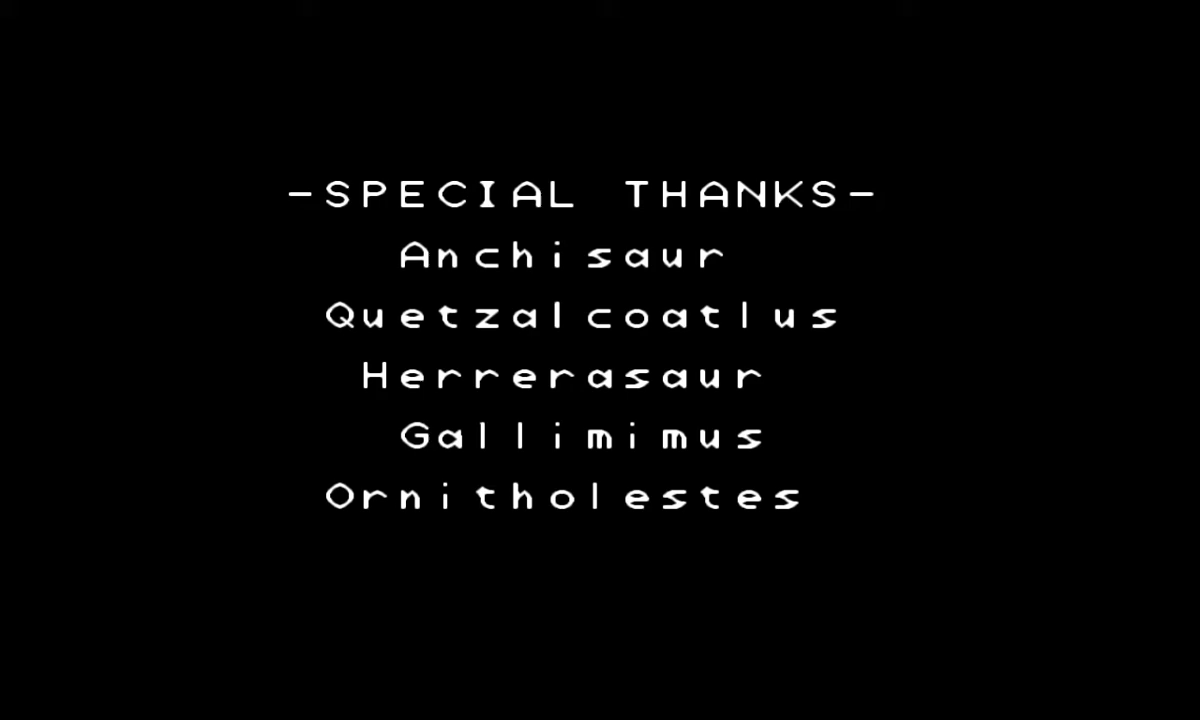 -SPECIAL THANKS-
Anchisaur
Quetzalcoatlus
Herrerasaur
Gallimimus
Ornitholestes